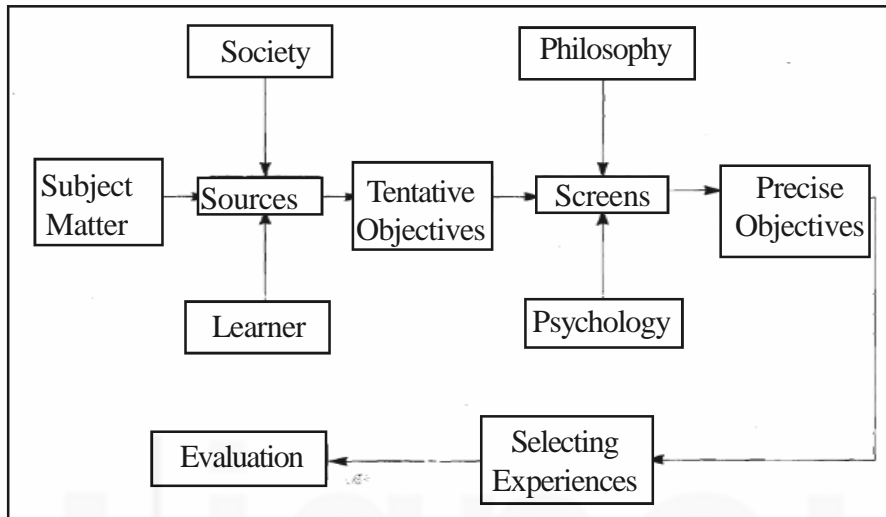 Society
Philosophy
Subject
Matter
Sources
Tentative
Objectives
Screens
Precise
Objectives
Learner
Psychology
Evaluation
Selecting
Experiences